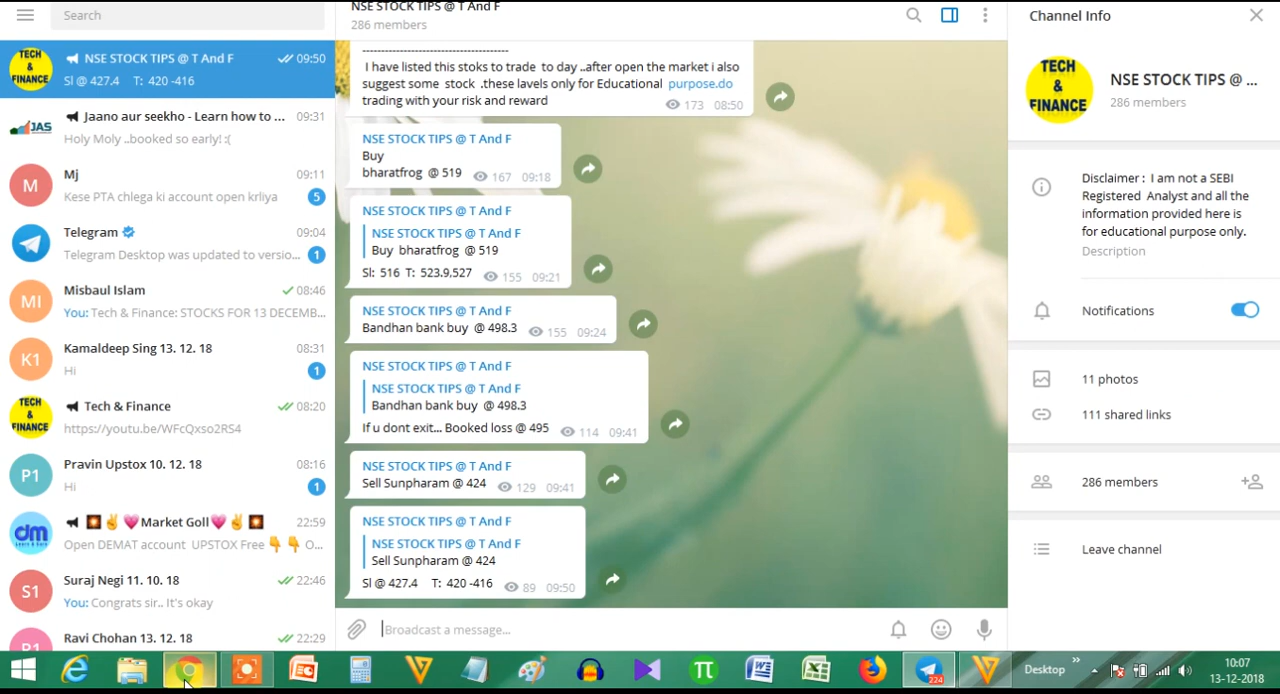 Search
NSE STOCK TIPS @ T And F 09:50
Sl @ 427.4 T: 420 -416
Jaano aur seekho - Learn how to ... 09:31
Holy Moly ..booked so early! :(
JAS
M
Mj 09:11
Kese PTA chlega ki account open krliya 5
Telegram 09:04
Telegram Desktop was updated to versio... 1
MI
Misbaul Islam 08:46
You: Tech & Finance: STOCKS FOR 13 DECEMB...
K1
Kamaldeep Sing 13. 12. 18 08:31
Hi 1
TECH
&
FINANCE
Tech & Finance 08:20
https://youtu.be/WFcQxso2RS4
P1
Pravin Upstox 10. 12. 18 08:16
Hi 1
dm
Market Goll 22:59
Open DEMAT account UPSTOX Free 👇 👇 O...
S1
Suraj Negi 11. 10. 18 22:46
You: Congrats sir.. It's okay
Ravi Chohan 13. 12. 18 22:29
TECH
&
FINANCE
NSE STOCK TIPS @ T And F
286 members
--------------------------------------
I have listed this stoks to trade to day ..after open the market i also
suggest some stock .these lavels only for Educational purpose.do
trading with your risk and reward 173 08:50
NSE STOCK TIPS @ T And F
Buy
bharatfrog @ 519 167 09:18
NSE STOCK TIPS @ T And F
NSE STOCK TIPS @ T And F
Buy bharatfrog @ 519
Sl: 516 T: 523.9,527 155 09:21
NSE STOCK TIPS @ T And F
Bandhan bank buy @ 498.3 155 09:24
NSE STOCK TIPS @ T And F
NSE STOCK TIPS @ T And F
Bandhan bank buy @ 498.3
If u dont exit... Booked loss @ 495 114 09:41
NSE STOCK TIPS @ T And F
Sell Sunpharam @ 424 129 09:41
NSE STOCK TIPS @ T And F
NSE STOCK TIPS @ T And F
Sell Sunpharam @ 424
Sl @ 427.4 T: 420 -416 89 09:50
Broadcast a message...
Channel Info
TECH
&
FINANCE
NSE STOCK TIPS @ ...
286 members
Disclaimer : I am not a SEBI
Registered Analyst and all the
information provided here is
for educational purpose only.
Description
Notifications
11 photos
111 shared links
286 members
Leave channel
224
Desktop
10:07
13-12-2018